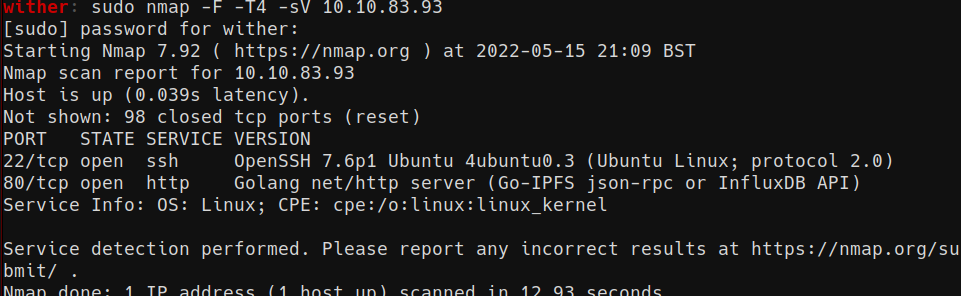 wither: sudo nmap -F -T4 -sV 10.10.83.93
[sudo] password for wither:
Starting Nmap 7.92 ( https://nmap.org ) at 2022-05-15 21:09 BST
Nmap scan report for 10.10.83.93
Host is up (0.039s latency).
Not shown: 98 closed tcp ports (reset)
PORT   STATE SERVICE VERSION
22/tcp open  ssh     OpenSSH 7.6p1 Ubuntu 4ubuntu0.3 (Ubuntu Linux; protocol 2.0)
80/tcp open  http    Golang net/http server (Go-IPFS json-rpc or InfluxDB API)
Service Info: OS: Linux; CPE: cpe:/o:linux:linux_kernel
Service detection performed. Please report any incorrect results at https://nmap.org/su
bmit/ .
Nmap done: 1 IP address (1 host up) scanned in 12.93 seconds